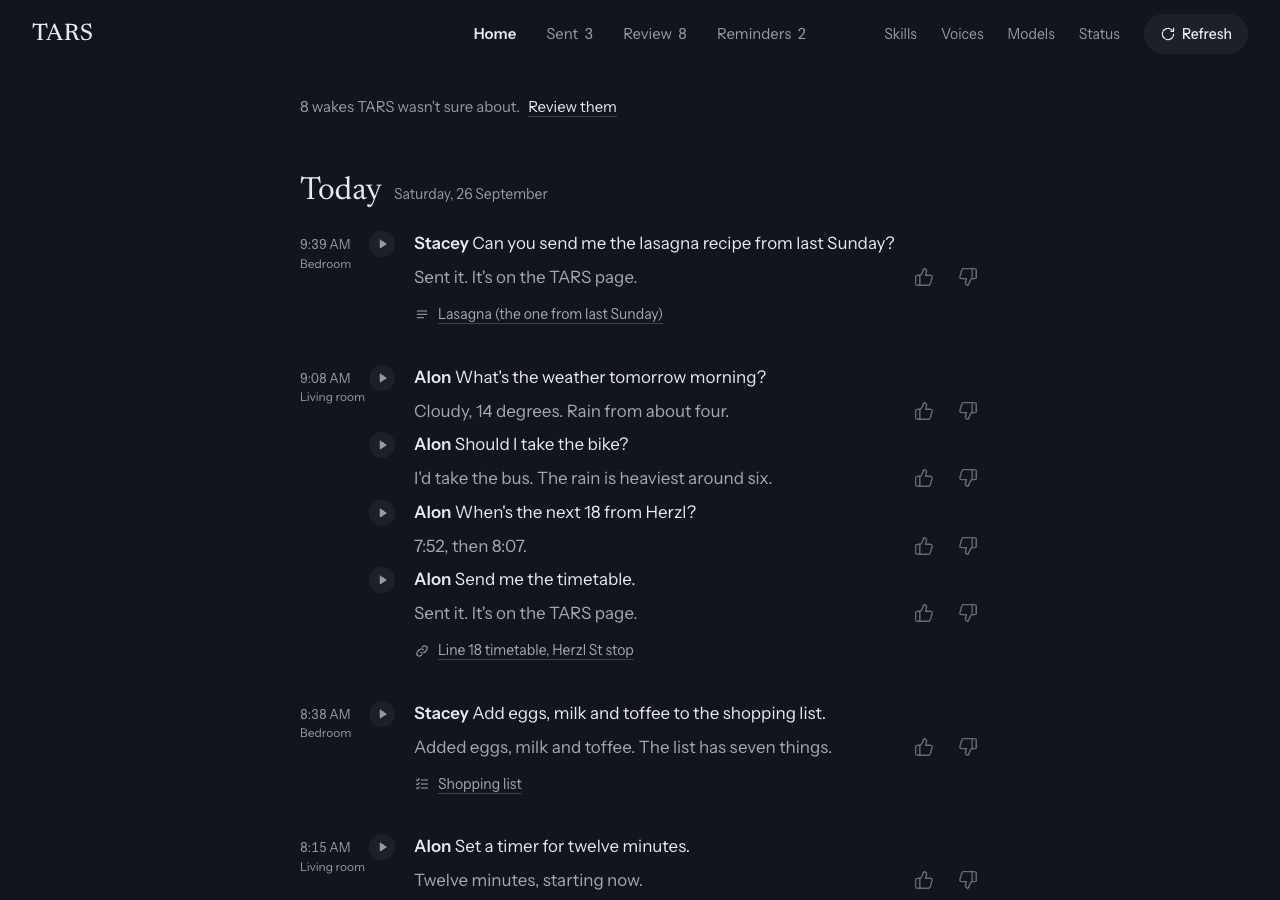 TARS
Home Sent 3 Review 8 Reminders 2 Skills Voices Models Status Refresh
8 wakes TARS wasn't sure about. Review them
Today Saturday, 26 September
9:39 AM Stacey Can you send me the lasagna recipe from last Sunday?
Bedroom
Sent it. It's on the TARS page.
Lasagna (the one from last Sunday)
9:08 AM Alon What's the weather tomorrow morning?
Living room
Cloudy, 14 degrees. Rain from about four.
Alon Should I take the bike?
I'd take the bus. The rain is heaviest around six.
Alon When's the next 18 from Herzl?
7:52, then 8:07.
Alon Send me the timetable.
Sent it. It's on the TARS page.
Line 18 timetable, Herzl St stop
8:38 AM Stacey Add eggs, milk and toffee to the shopping list.
Bedroom
Added eggs, milk and toffee. The list has seven things.
Shopping list
8:15 AM Alon Set a timer for twelve minutes.
Living room
Twelve minutes, starting now.